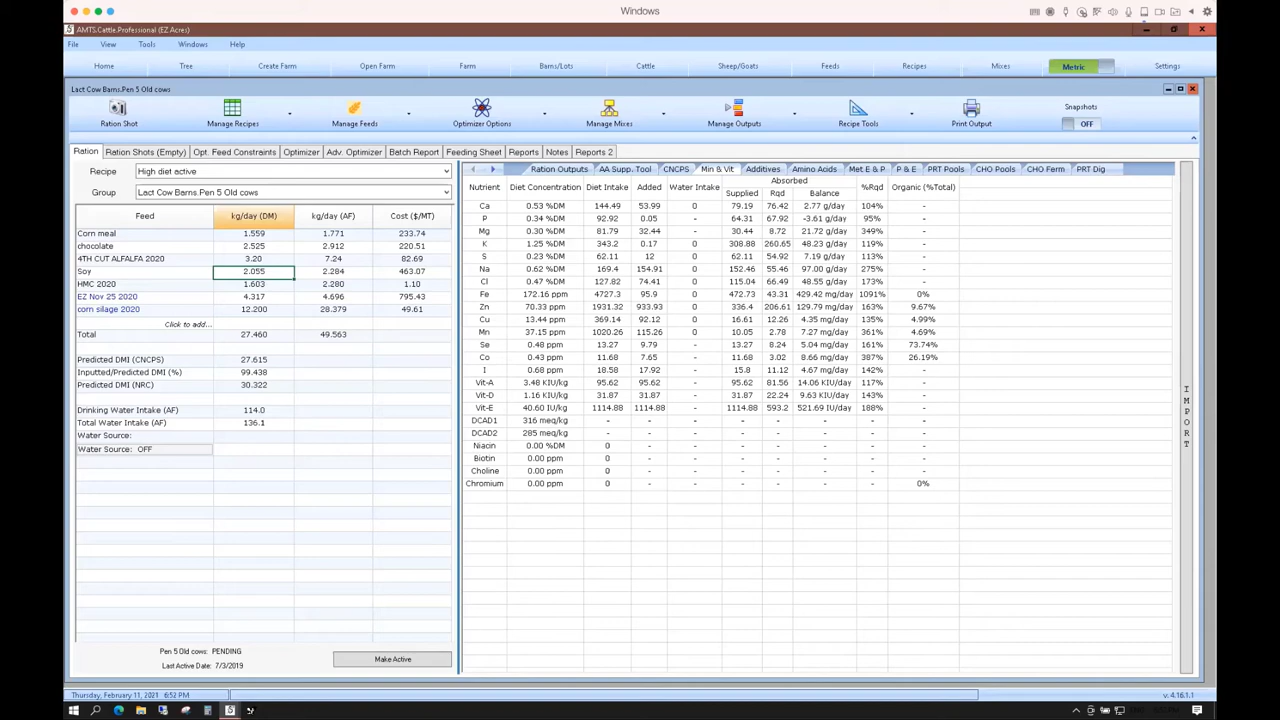 Windows
AMTS.Cattle.Professional (EZ Acres)
File View Tools Windows Help
Home Tree Create Farm Open Farm Farm Barns/Lots Cattle Sheep/Goats Feeds Recipes Mixes Metric Settings
Lact Cow Barns.Pen 5 Old cows
Ration Shot Manage Recipes Manage Feeds Optimizer Options Manage Mixes Manage Outputs Recipe Tools Print Output
Snapshots
OFF
Ration Ration Shots (Empty) Opt. Feed Constraints Optimizer Adv. Optimizer Batch Report Feeding Sheet Reports Notes Reports 2
Recipe High diet active
Group Lact Cow Barns.Pen 5 Old cows
Feed kg/day (DM) kg/day (AF) Cost ($/MT)
Corn meal 1.559 1.771 233.74
chocolate 2.525 2.912 220.51
4TH CUT ALFALFA 2020 3.20 7.24 82.69
Soy 2.055 2.284 463.07
HMC 2020 1.603 2.280 1.10
EZ Nov 25 2020 4.317 4.696 795.43
corn silage 2020 12.200 28.379 49.61
Click to add...
Total 27.460 49.563
Predicted DMI (CNCPS) 27.615
Inputted/Predicted DMI (%) 99.438
Predicted DMI (NRC) 30.322
Drinking Water Intake (AF) 114.0
Total Water Intake (AF) 136.1
Water Source:
Water Source: OFF
Pen 5 Old cows: PENDING
Last Active Date: 7/3/2019
Make Active
Ration Outputs AA Supp. Tool CNCPS Min & Vit Additives Amino Acids Met E & P P & E PRT Pools CHO Pools CHO Ferm PRT Dig
Absorbed
Nutrient Diet Concentration Diet Intake Added Water Intake Supplied Rqd Balance %Rqd Organic (%Total)
Ca 0.53 %DM 144.49 53.99 0 79.19 76.42 2.77 g/day 104% -
P 0.34 %DM 92.92 0.05 - 64.31 67.92 -3.61 g/day 95% -
Mg 0.30 %DM 81.79 32.44 - 30.44 8.72 21.72 g/day 349% -
K 1.25 %DM 343.2 0.17 - 308.88 260.65 48.23 g/day 119% -
S 0.23 %DM 62.11 12 0 62.11 54.92 7.19 g/day 113% -
Na 0.62 %DM 169.4 154.91 0 152.46 55.46 97.00 g/day 275% -
Cl 0.47 %DM 127.82 74.41 0 115.04 66.49 48.55 g/day 173% -
Fe 172.16 ppm 4727.3 95.9 0 472.73 43.31 429.42 mg/day 1091% 0%
Zn 70.33 ppm 1931.32 933.93 0 336.4 206.61 129.79 mg/day 163% 9.67%
Cu 13.44 ppm 369.14 92.12 0 16.61 12.26 4.35 mg/day 135% 4.99%
Mn 37.15 ppm 1020.26 115.26 0 10.05 2.78 7.27 mg/day 361% 4.69%
Se 0.48 ppm 13.27 9.79 - 13.27 8.24 5.04 mg/day 161% 73.74%
Co 0.43 ppm 11.68 7.65 - 11.68 3.02 8.66 mg/day 387% 26.19%
I 0.68 ppm 18.58 17.92 - 15.8 11.12 4.67 mg/day 142% -
Vit-A 3.48 KIU/kg 95.62 95.62 - 95.62 81.56 14.06 KIU/day 117% -
Vit-D 1.16 KIU/kg 31.87 31.87 - 31.87 22.24 9.63 KIU/day 143% -
Vit-E 40.60 IU/kg 1114.88 1114.88 - 1114.88 593.2 521.69 IU/day 188% -
DCAD1 316 meq/kg - - - - - - - -
DCAD2 285 meq/kg - - - - - - - -
Niacin 0.00 %DM 0 - - - - - - -
Biotin 0.00 ppm 0 - - - - - - -
Choline 0.00 ppm 0 - - - - - - -
Chromium 0.00 ppm 0 - - - - - - 0%
IMPORT
Thursday, February 11, 2021 6:52 PM
v. 4.16.1.1